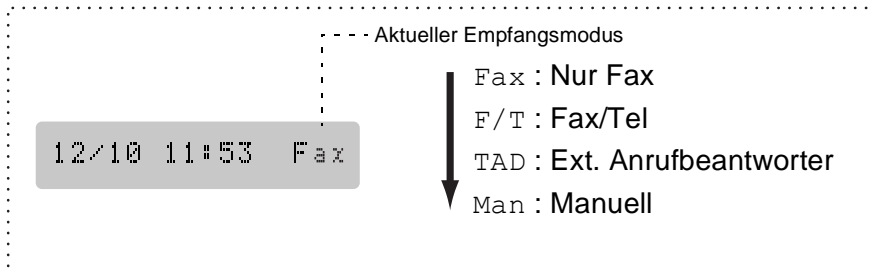 Aktueller Empfangsmodus
Fax : Nur Fax
F/T : Fax/Tel
12/10 11:53 Fax
TAD : Ext. Anrufbeantworter
Man : Manuell